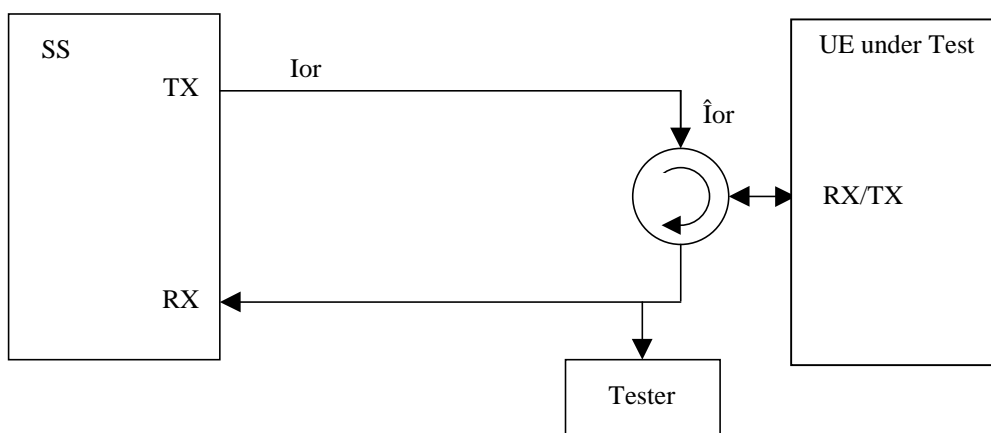 SS
UE under Test
TX
Ior
Îor
RX/TX
RX
Tester